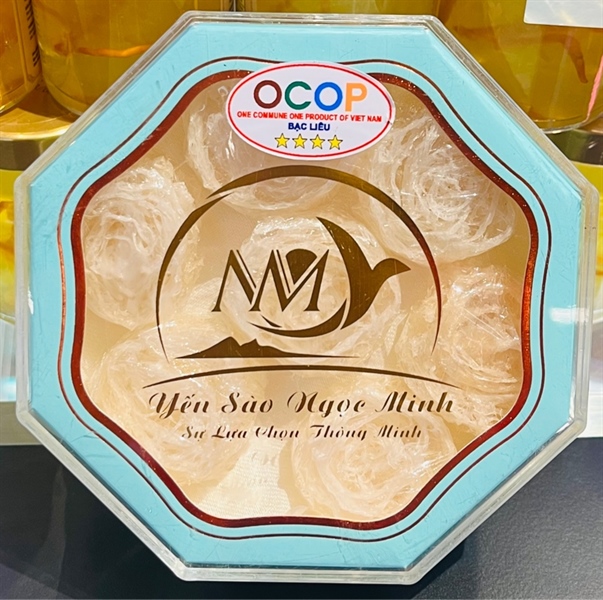 OCOP
ONE COMMUNE ONE PRODUCT OF VIET NAM
BẠC LIÊU
NM
Yến Sào Ngọc Minh
Sự Lựa Chọn Thông Minh